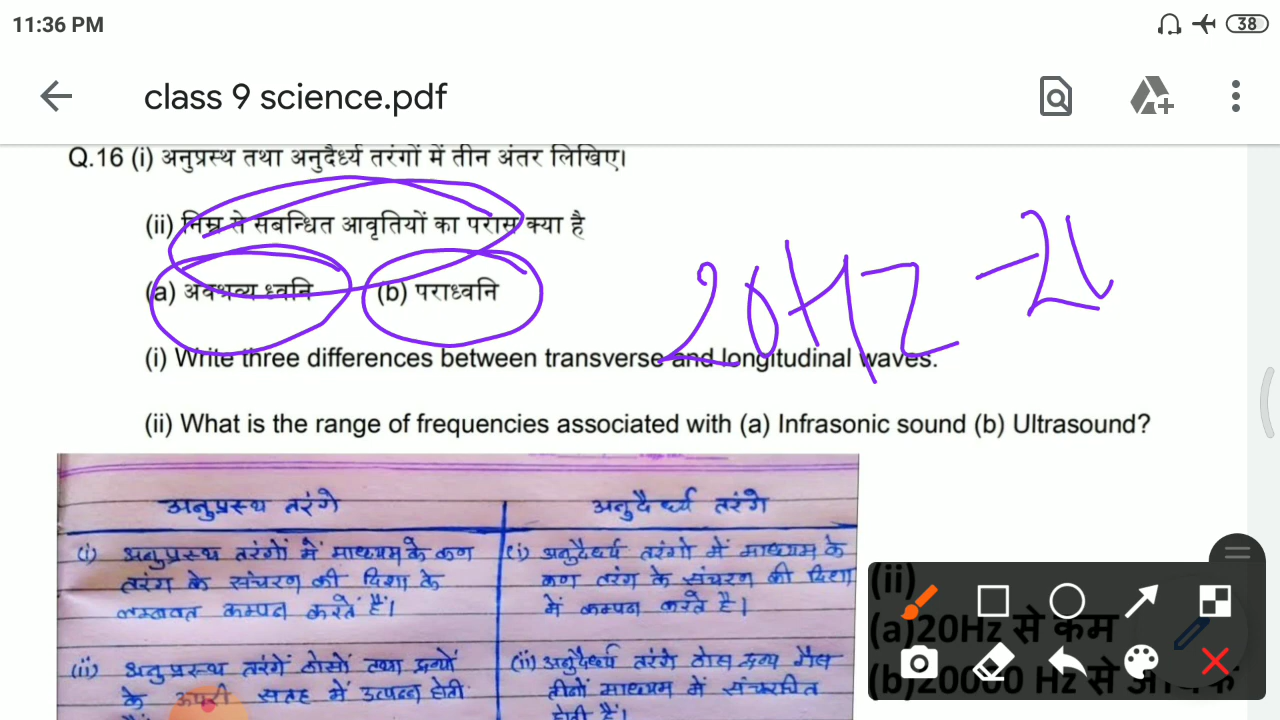 11:36 PM 38
class 9 science.pdf
Q.16 (i) अनुप्रस्थ तथा अनुदैर्ध्य तरंगों में तीन अंतर लिखिए।
(ii) निम्न से सबन्धित आवृतियों का परास क्या है
(a) अवश्रव्य ध्वनि (b) पराध्वनि
20Hz -20
(i) Write three differences between transverse and longitudinal waves.
(ii) What is the range of frequencies associated with (a) Infrasonic sound (b) Ultrasound?
अनुप्रस्थ तरंगे अनुदैर्ध्य तरंगे
(i) अनुप्रस्थ तरंगों में माध्यम के कण (i) अनुदैर्ध्य तरंगो में माध्यम के
तरंग के संचरण की दिशा के कण तरंग के संचरण की दिशा
लम्बवत कम्पन करते हैं। में कम्पन करते है।
(ii) अनुप्रस्थ तरंगें ठोसों तथा द्रव्यों (ii) अनुदैर्ध्य तरंगे ठोस द्रव्य गैस
के ऊपरी सतह में उत्पन्न होती तीनों माध्यम में संचरित
होती हैं।
(ii)
(a)20Hz से कम
(b)20000 Hz से